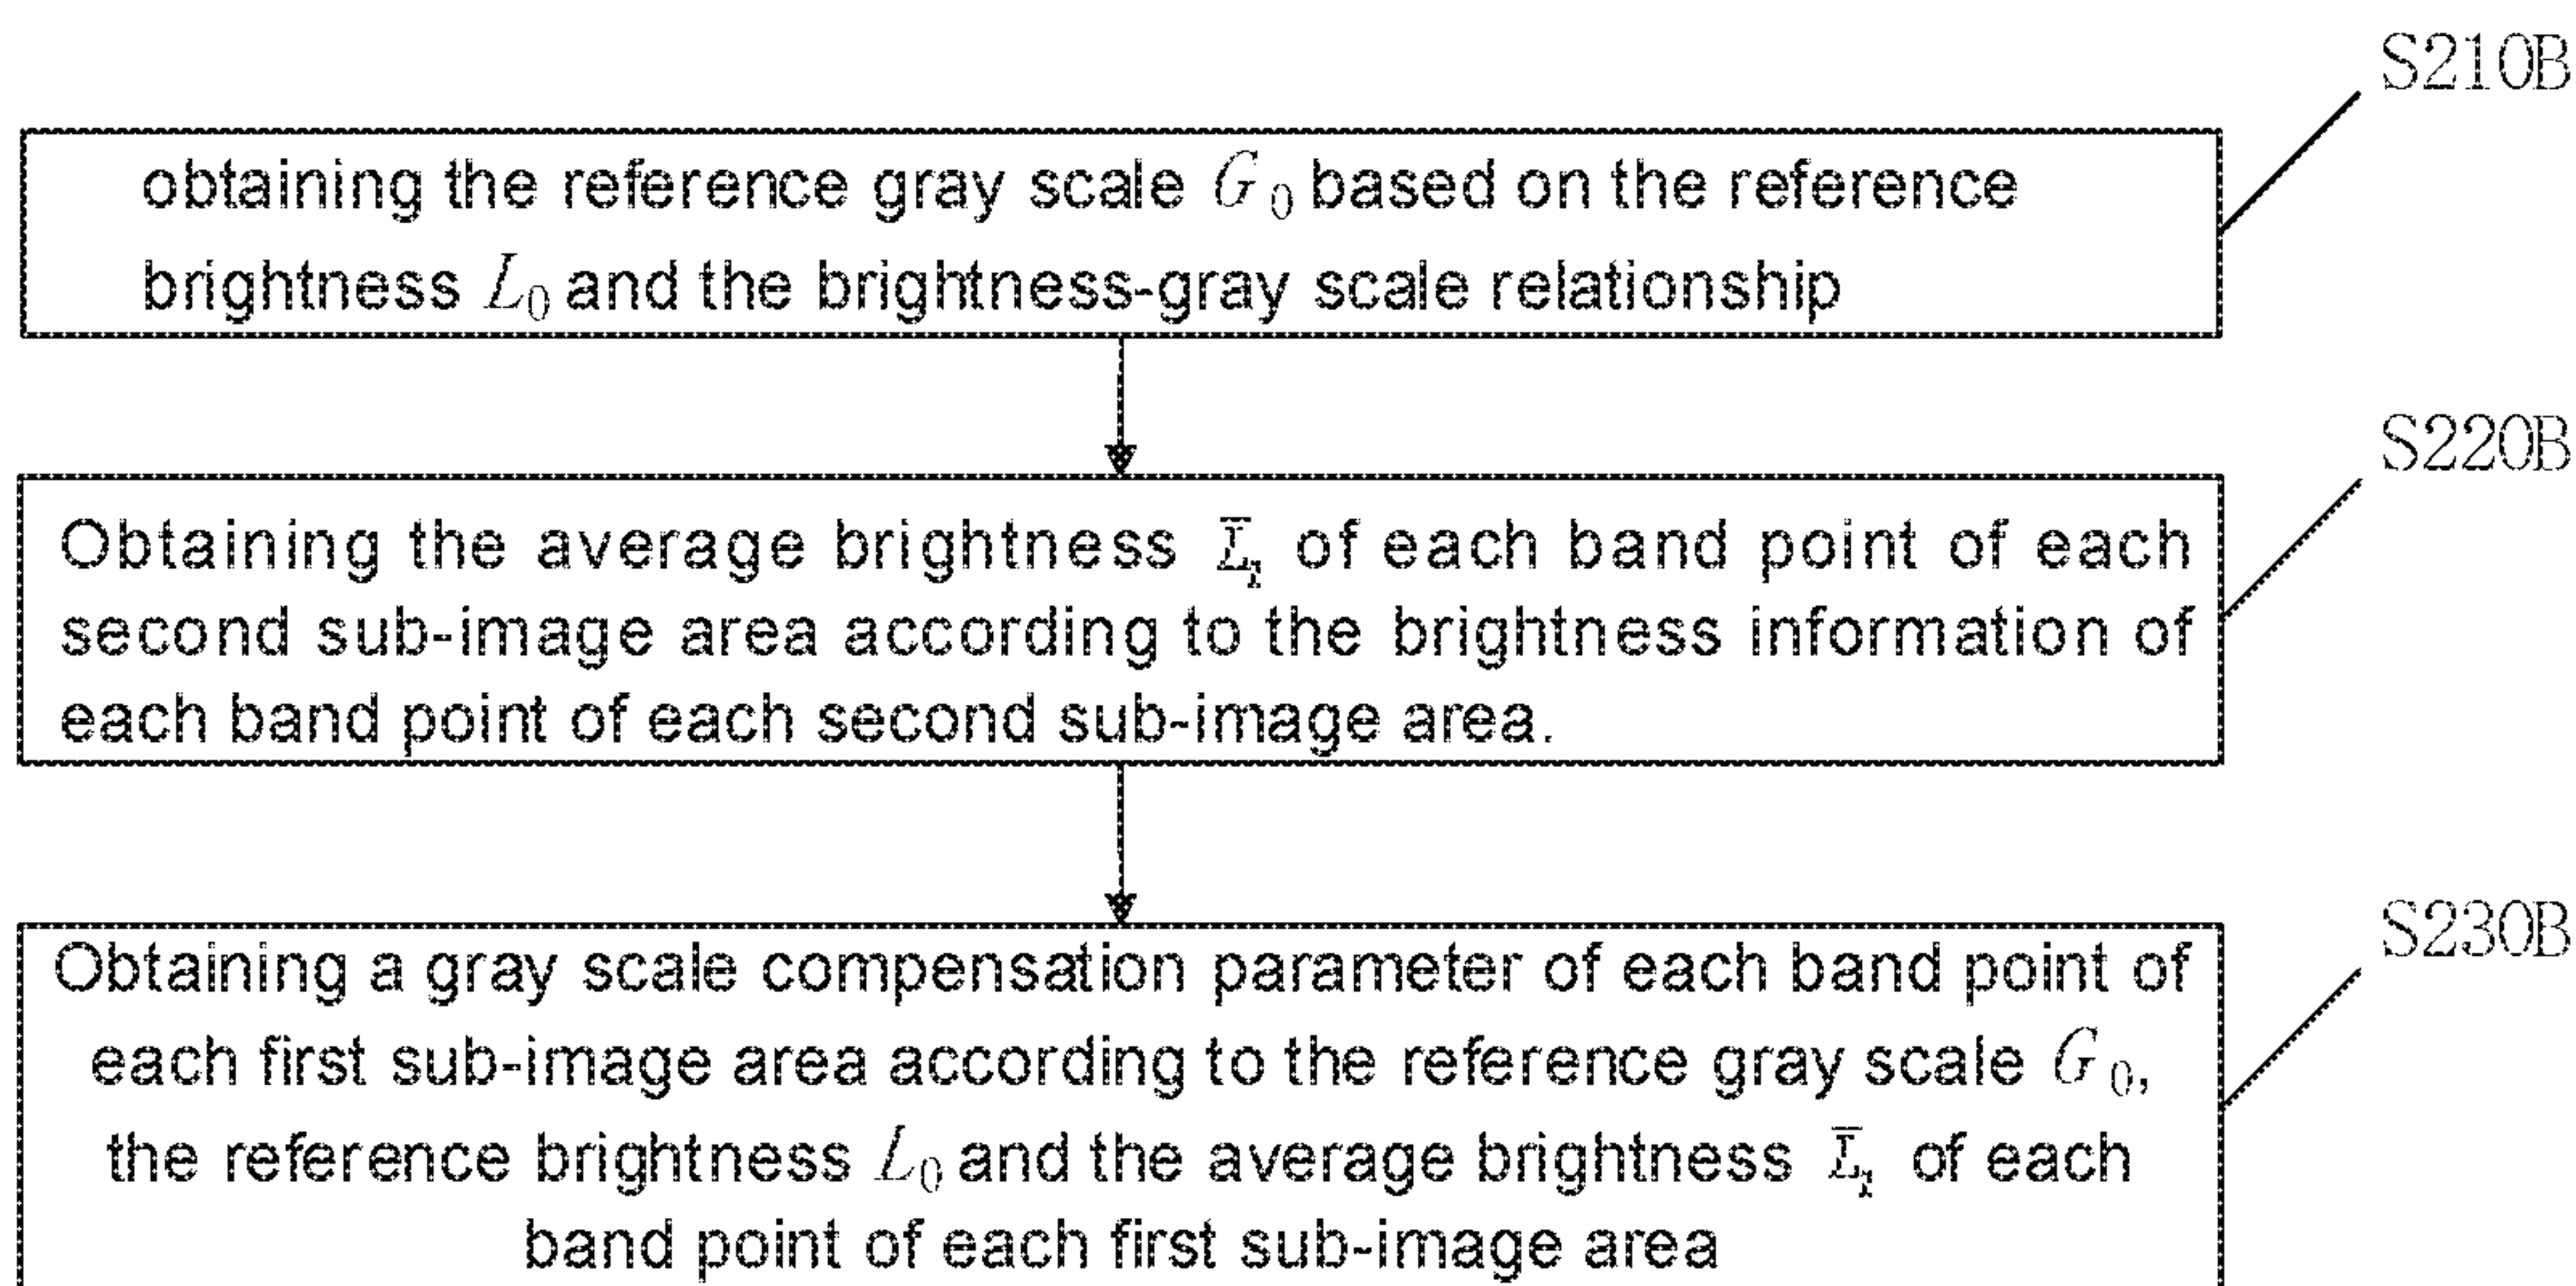 S210B
obtaining the reference gray scale G₀ based on the reference
brightness L₀ and the brightness-gray scale relationship
S220B
Obtaining the average brightness L̅₁ of each band point of each
second sub-image area according to the brightness information of
each band point of each second sub-image area.
S230B
Obtaining a gray scale compensation parameter of each band point of
each first sub-image area according to the reference gray scale G₀,
the reference brightness L₀ and the average brightness L̅₁ of each
band point of each first sub-image area